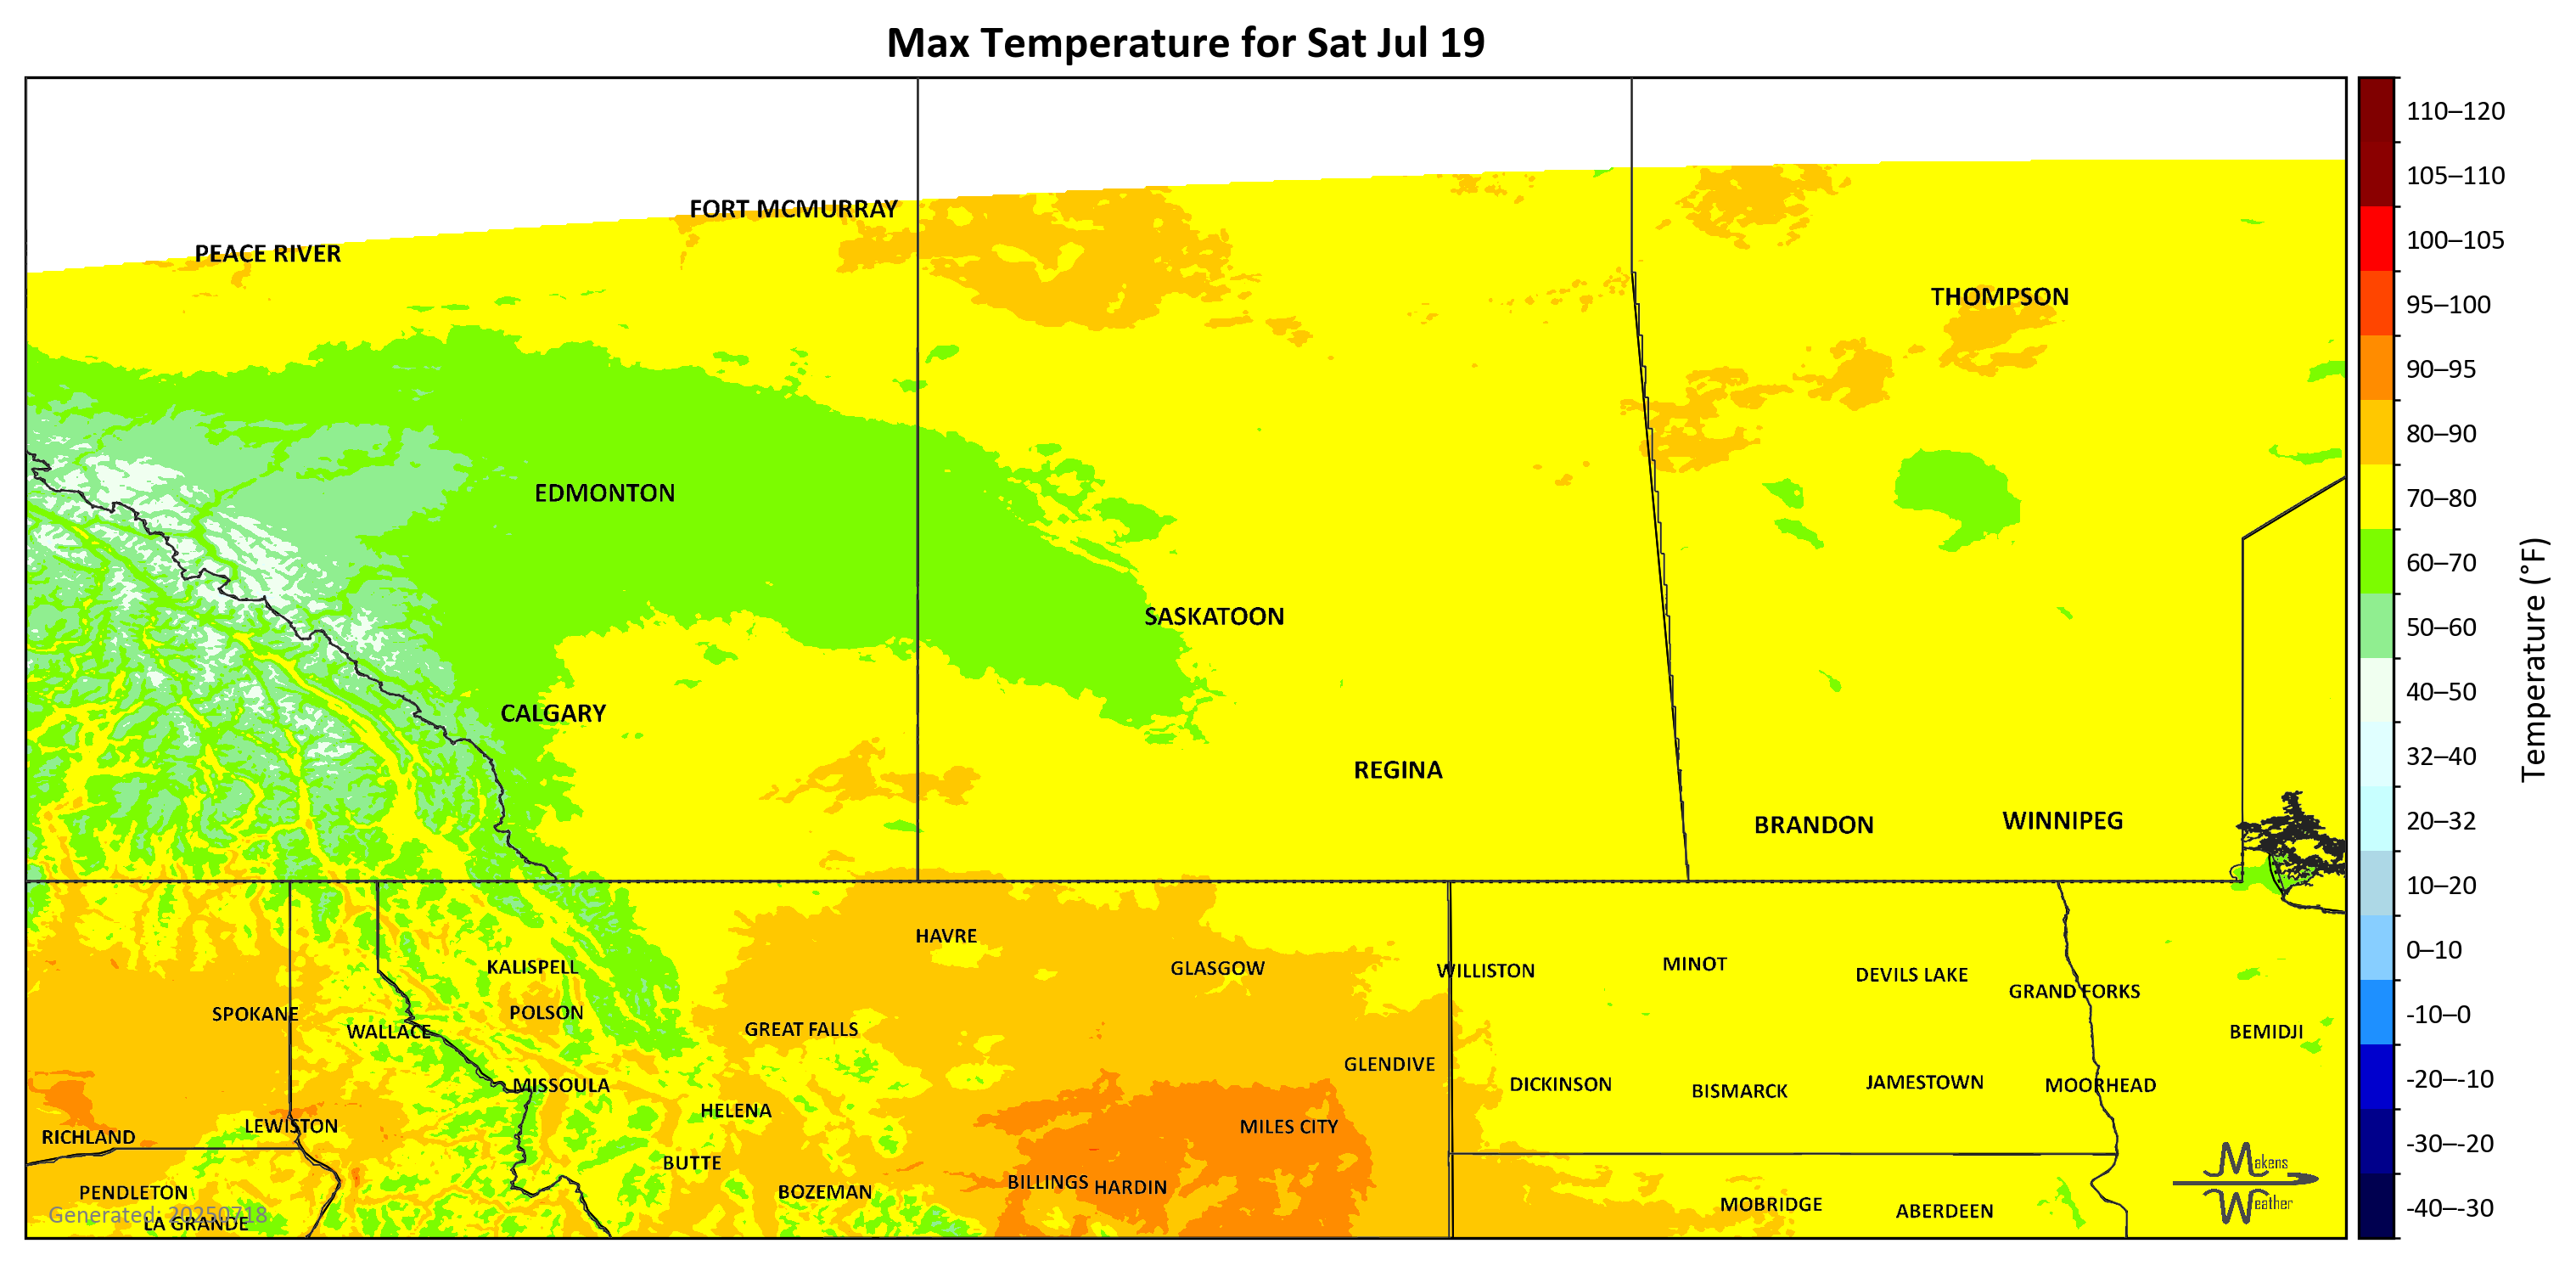 Max Temperature for Sat Jul 19
FORT MCMURRAY
PEACE RIVER
THOMPSON
EDMONTON
SASKATOON
CALGARY
REGINA
BRANDON
WINNIPEG
HAVRE
KALISPELL
GLASGOW
WILLISTON
MINOT
DEVILS LAKE
GRAND FORKS
SPOKANE
POLSON
WALLACE
GREAT FALLS
BEMIDJI
GLENDIVE
MISSOULA
DICKINSON
BISMARCK
JAMESTOWN
MOORHEAD
HELENA
LEWISTON
MILES CITY
RICHLAND
BUTTE
BILLINGS
HARDIN
PENDLETON
BOZEMAN
MOBRIDGE
ABERDEEN
Generated: 20250718
LA GRANDE
Makens
Weather
110–120
105–110
100–105
95–100
90–95
80–90
70–80
60–70
50–60
40–50
32–40
20–32
10–20
0–10
-10–0
-20–-10
-30–-20
-40–-30
Temperature (°F)